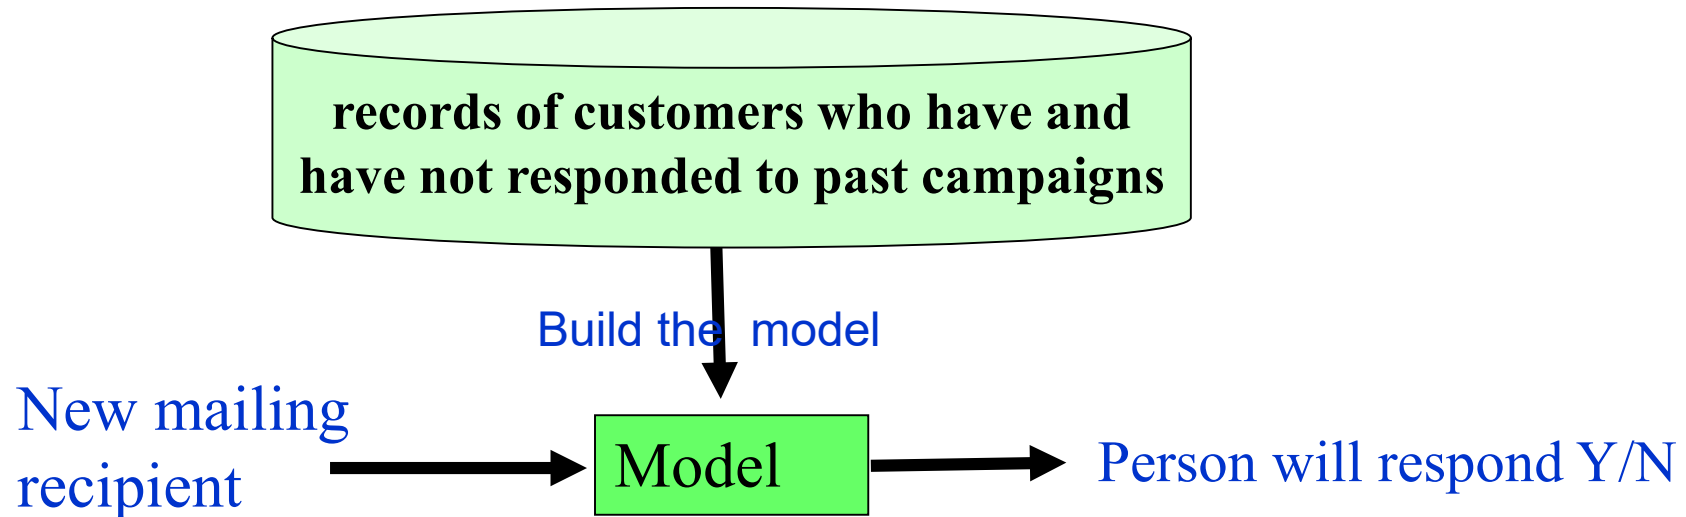 records of customers who have and
have not responded to past campaigns
Build the model
New mailing
recipient
Model
Person will respond Y/N